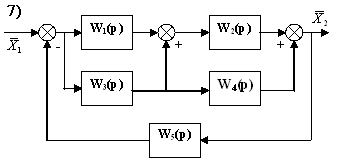 7)
X̅₂
W₁(p)
W₂(p)
X̅₁
-
+
+
W₃(p)
W₄(p)
W₅(p)